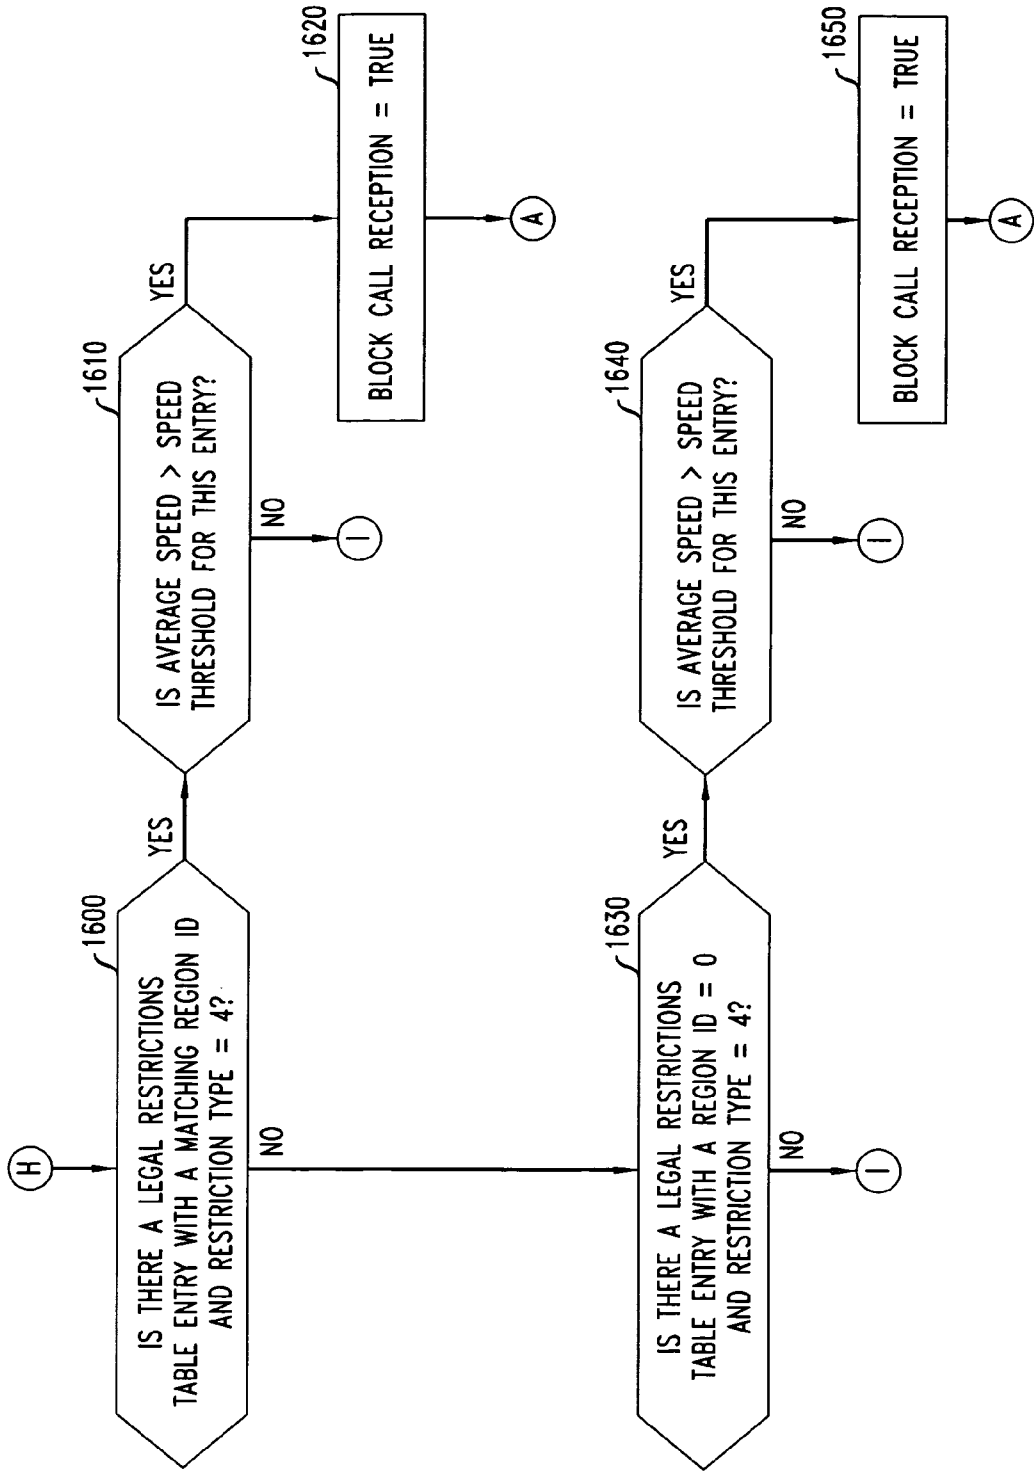 H
1600
IS THERE A LEGAL RESTRICTIONS
TABLE ENTRY WITH A MATCHING REGION ID
AND RESTRICTION TYPE = 4?
YES
NO
1610
IS AVERAGE SPEED > SPEED
THRESHOLD FOR THIS ENTRY?
YES
NO
I
1620
BLOCK CALL RECEPTION = TRUE
A
1630
IS THERE A LEGAL RESTRICTIONS
TABLE ENTRY WITH A REGION ID = 0
AND RESTRICTION TYPE = 4?
YES
NO
I
1640
IS AVERAGE SPEED > SPEED
THRESHOLD FOR THIS ENTRY?
YES
NO
I
1650
BLOCK CALL RECEPTION = TRUE
A